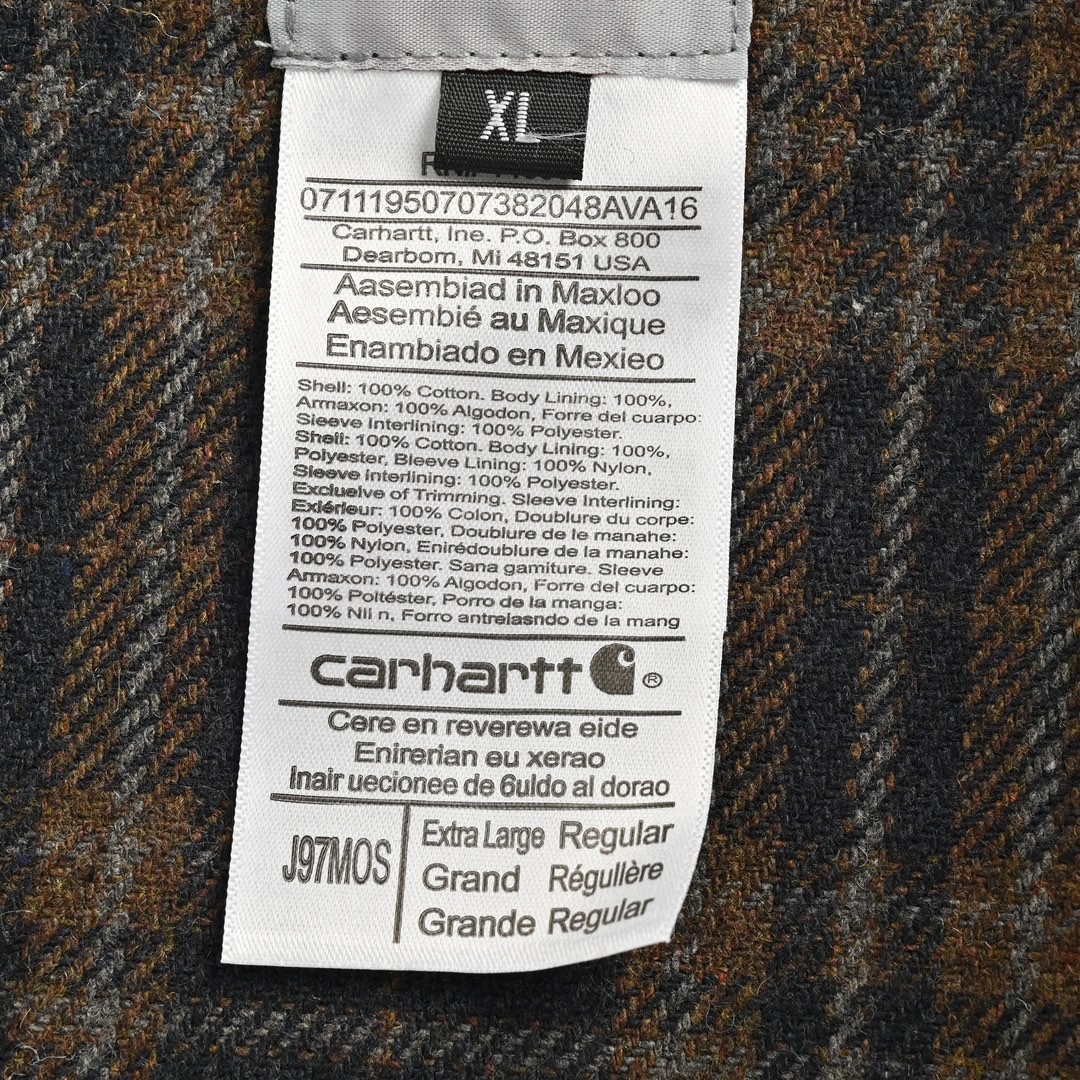 XL
07111950707382048AVA16
Carhartt, Ine. P.O. Box 800
Dearbom, Mi 48151 USA
Aasembiad in Maxloo
Aesembié au Maxique
Enambiado en Mexieo
Shell: 100% Cotton. Body Lining: 100%,
Armaxon: 100% Algodon, Forre del cuarpo:
Sleeve Interlining: 100% Polyester.
Shell: 100% Cotton. Body Lining: 100%,
Polyester, Bleeve Lining: 100% Nylon,
Sleeve interlining: 100% Polyester.
Excluelve of Trimming. Sleeve Interlining:
Exlérleur: 100% Colon, Doublure du corpe:
100% Polyester, Doublure de le manahe:
100% Nylon, Enirédoublure de la manahe:
100% Polyester. Sana gamiture. Sleeve
Armaxon: 100% Algodon, Forre del cuarpo:
100% Poltéster, Porro de la manga:
100% Nli n, Forro antrelasndo de la mang
carhartt ®
Cere en reverewa eide
Enirerian eu xerao
Inair uecionee de 6uldo al dorao
J97MOS
Extra Large Regular
Grand Régullère
Grande Regular